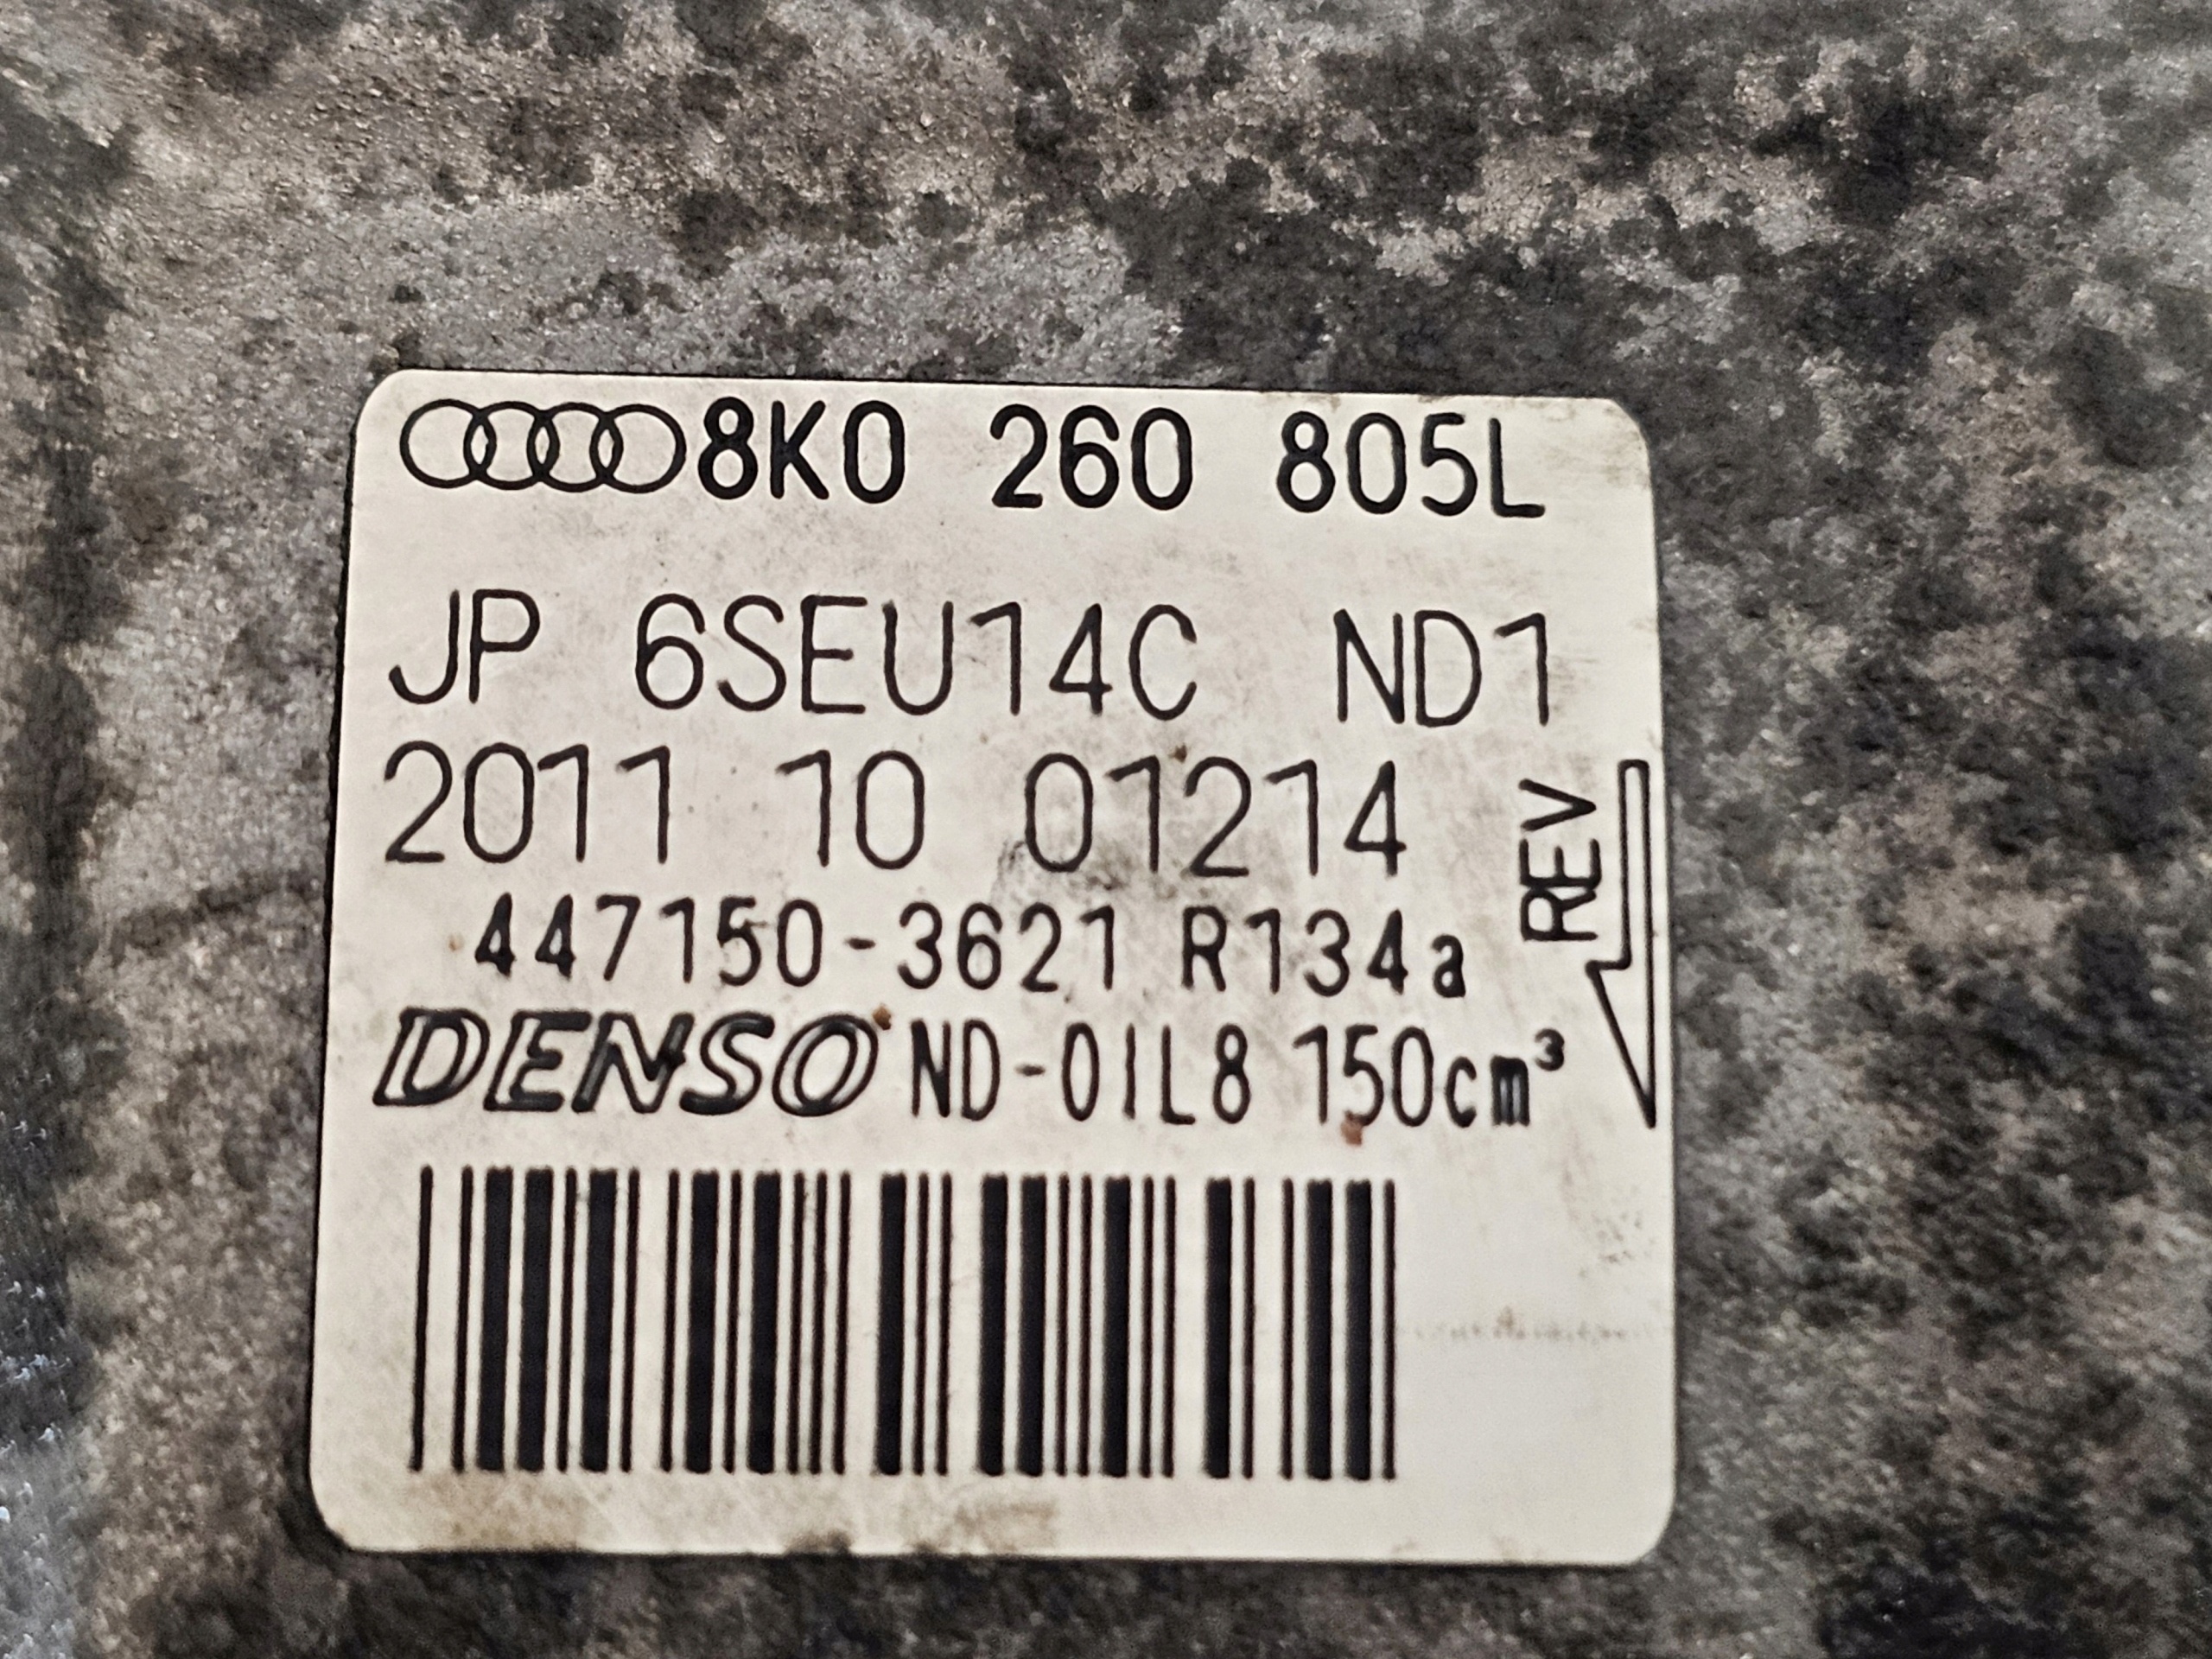 8K0 260 805L
JP 6SEU14C ND1
2011 10 01214
447150-3621 R134a
REV
DENSO ND-OIL8 150cm³